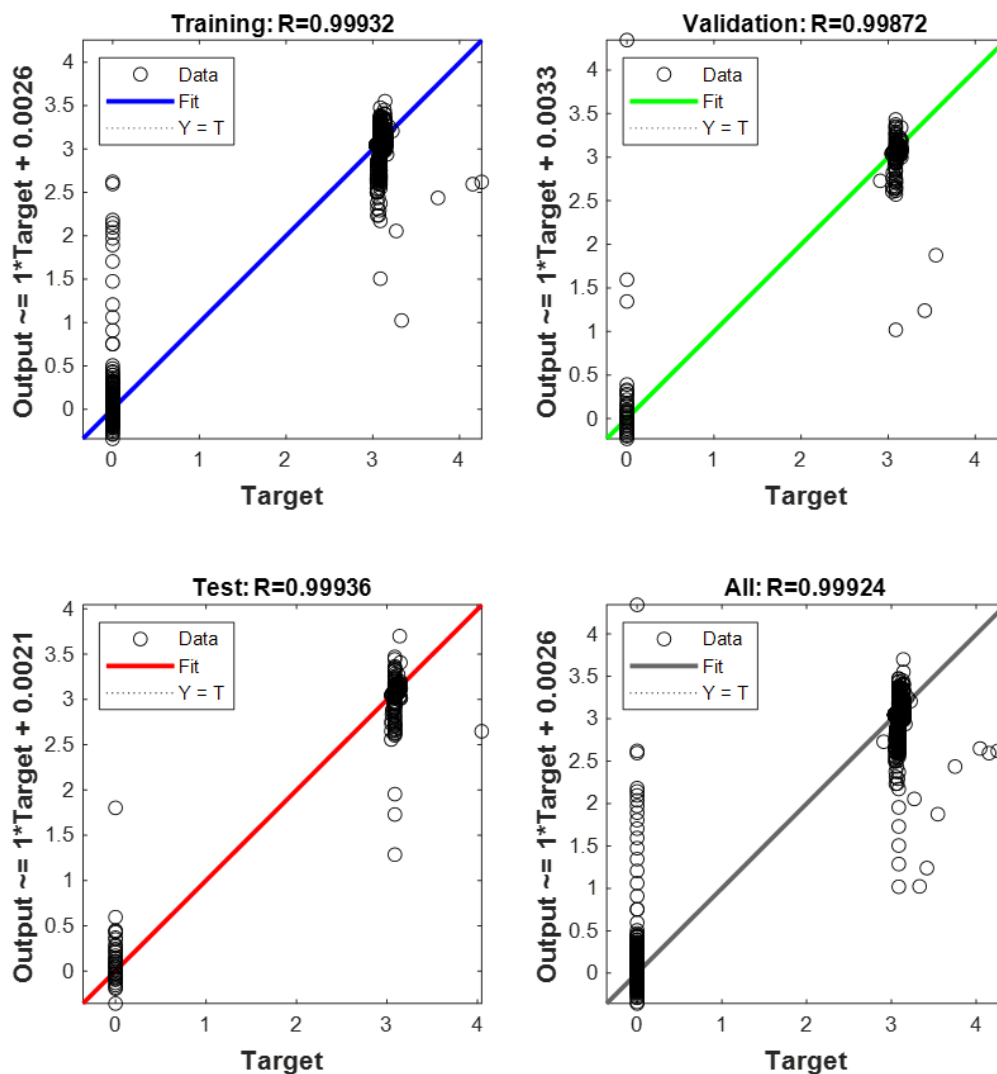 Training: R=0.99932
Output ~= 1*Target + 0.0026
4
3.5
3
2.5
2
1.5
1
0.5
0
Data
Fit
Y = T
0 1 2 3 4
Target
Validation: R=0.99872
Output ~= 1*Target + 0.0033
4
3.5
3
2.5
2
1.5
1
0.5
0
Data
Fit
Y = T
0 1 2 3 4
Target
Test: R=0.99936
Output ~= 1*Target + 0.0021
4
3.5
3
2.5
2
1.5
1
0.5
0
Data
Fit
Y = T
0 1 2 3 4
Target
All: R=0.99924
Output ~= 1*Target + 0.0026
4
3.5
3
2.5
2
1.5
1
0.5
0
Data
Fit
Y = T
0 1 2 3 4
Target